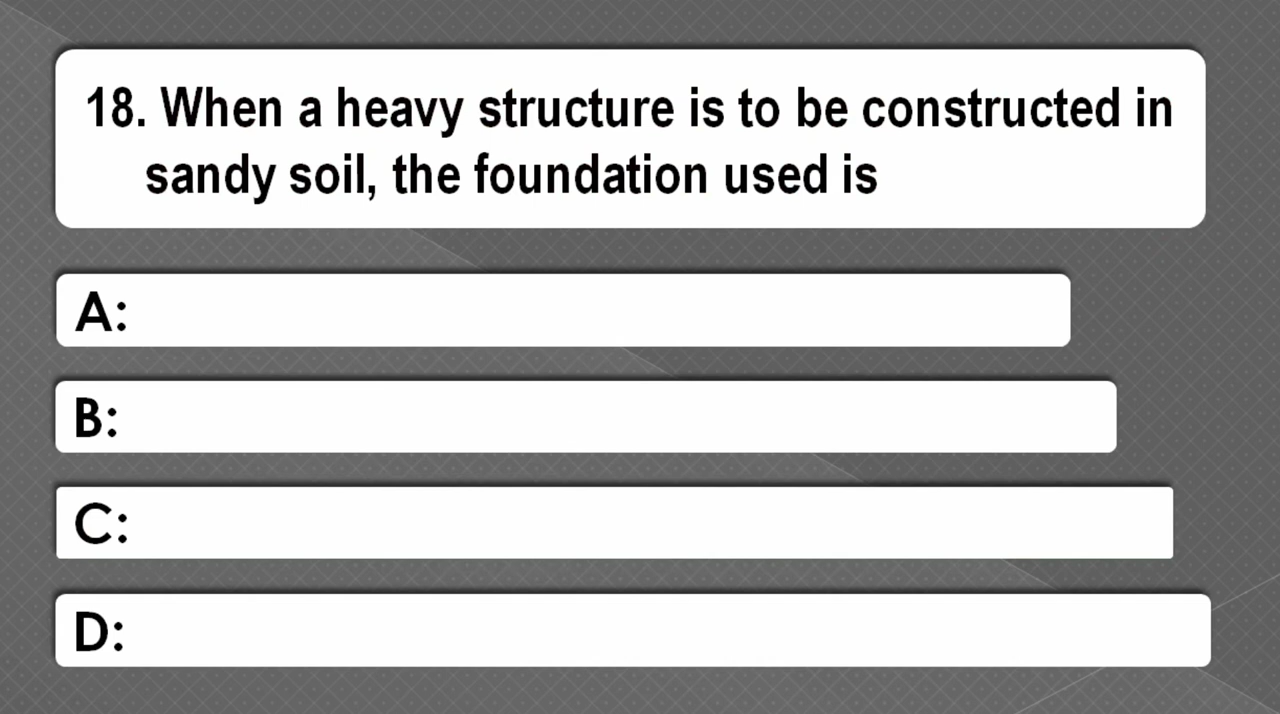 18. When a heavy structure is to be constructed in
sandy soil, the foundation used is
A:
B:
C:
D: